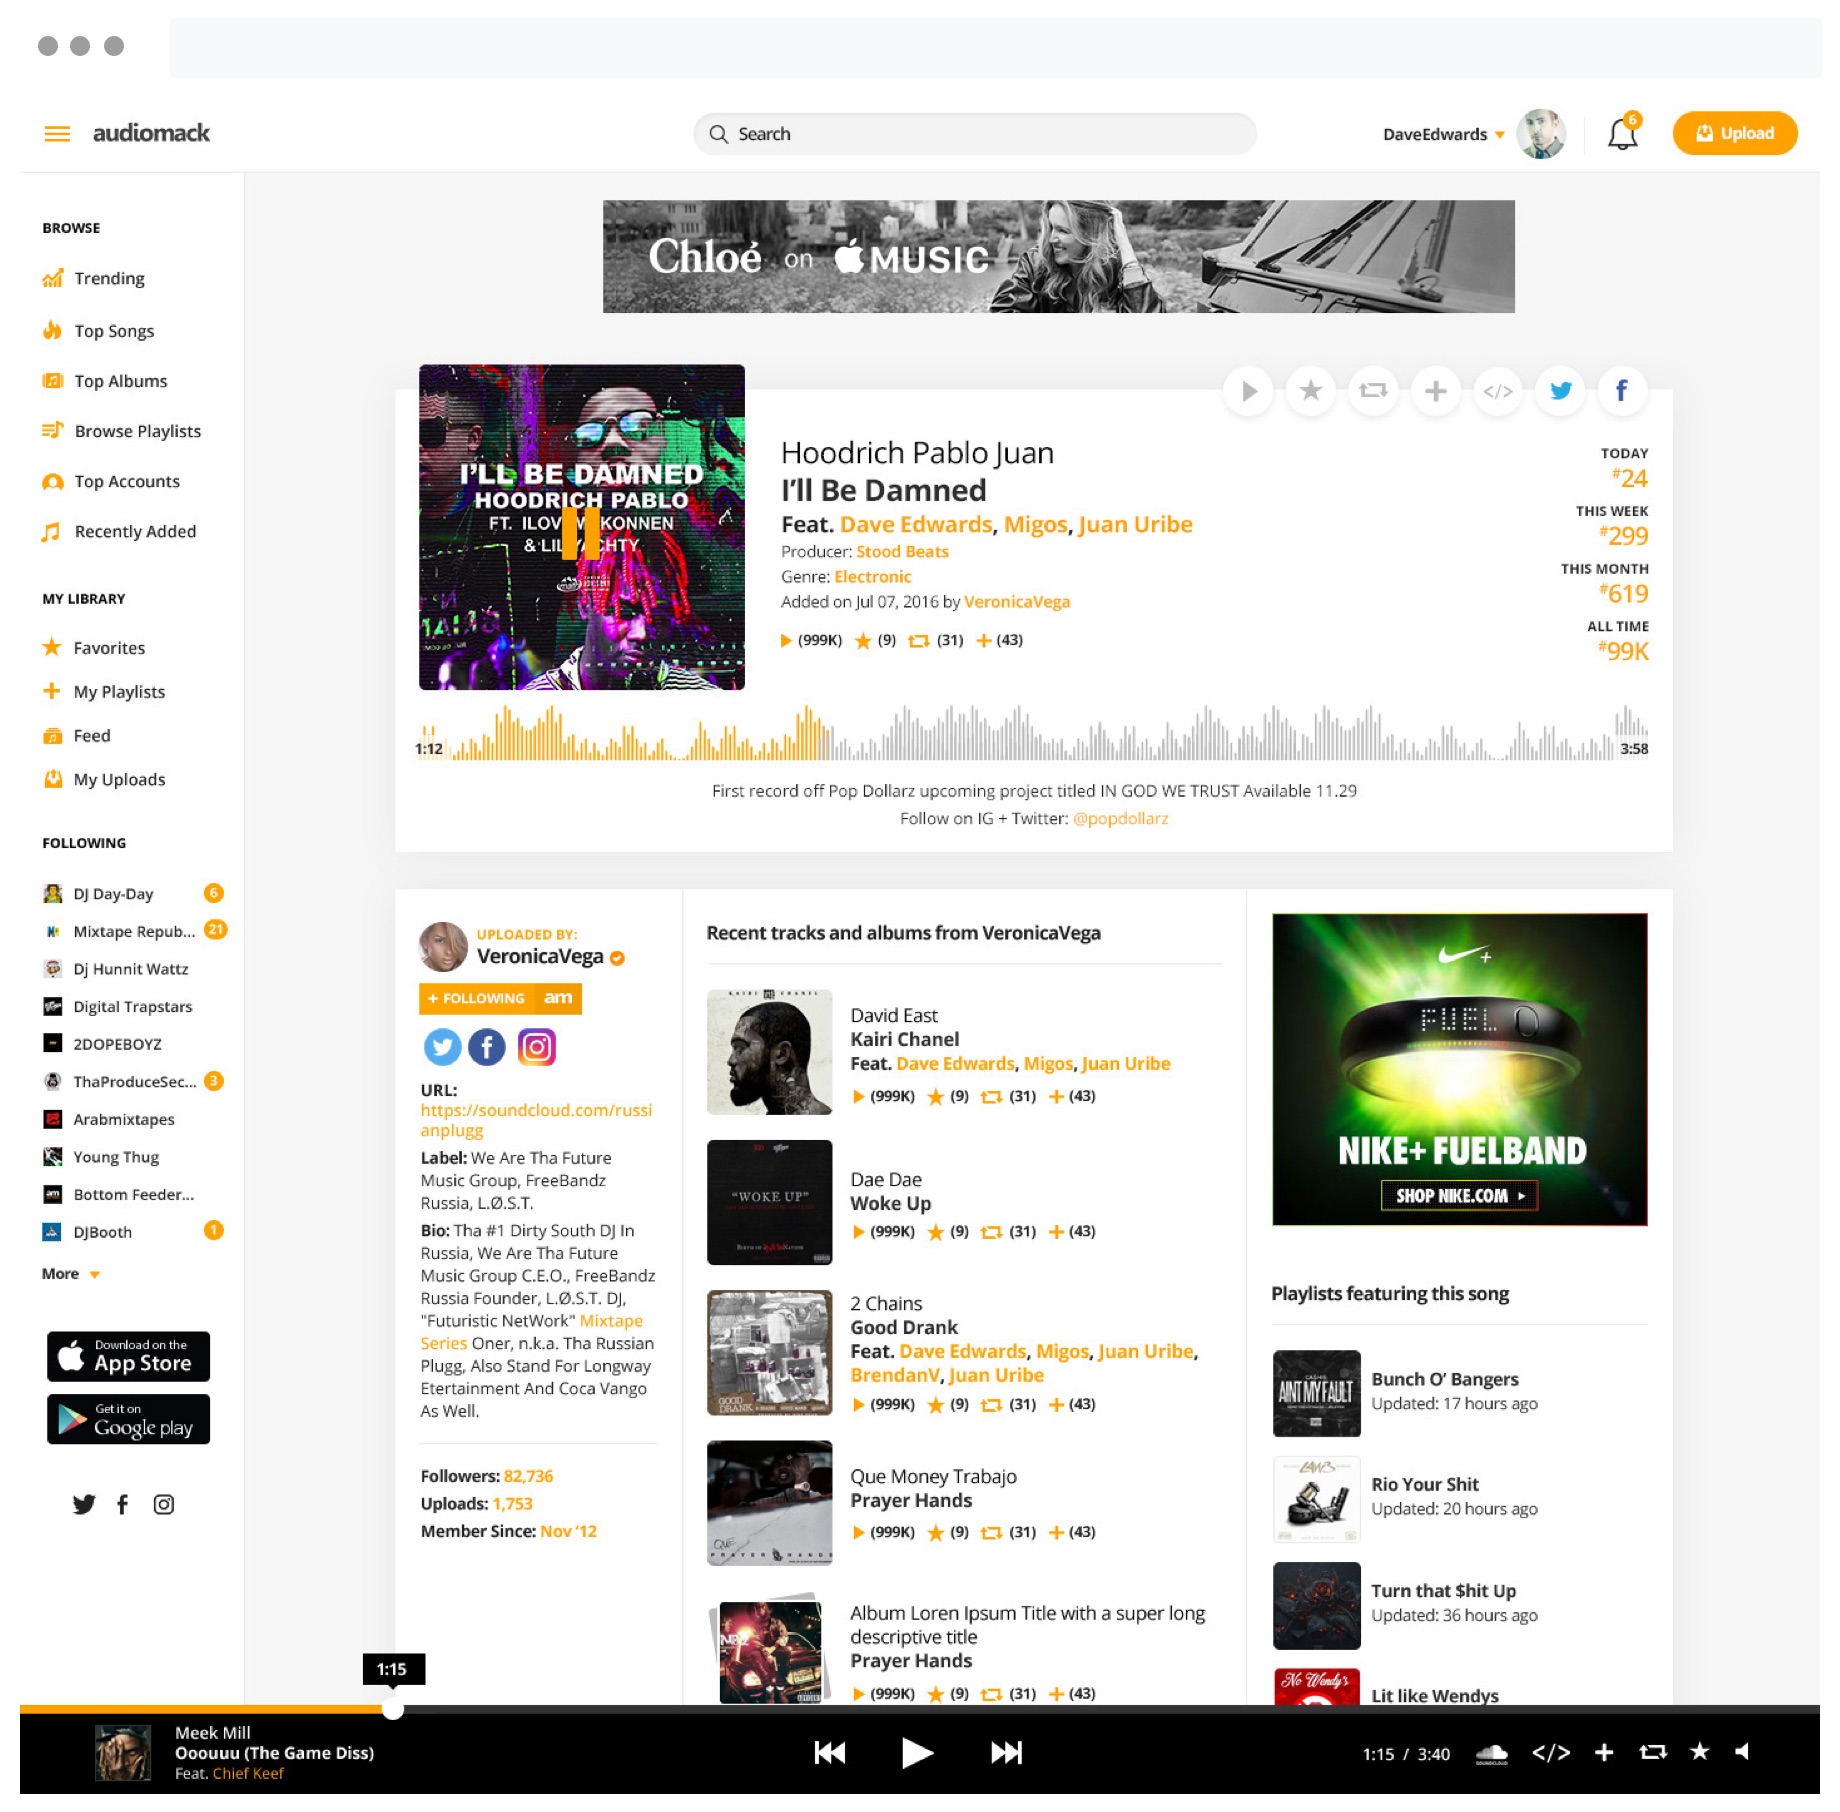 audiomack
Search
DaveEdwards
6
Upload
BROWSE
Trending
Top Songs
Top Albums
Browse Playlists
Top Accounts
Recently Added
MY LIBRARY
Favorites
My Playlists
Feed
My Uploads
FOLLOWING
DJ Day-Day 6
Mixtape Repub... 21
Dj Hunnit Wattz
Digital Trapstars
2DOPEBOYZ
ThaProduceSec... 3
Arabmixtapes
Young Thug
Bottom Feeder...
DJBooth 1
More
Download on the
App Store
Get it on
Google play
Chloé on MUSIC
I'LL BE DAMNED
HOODRICH PABLO
Hoodrich Pablo Juan
I'll Be Damned
Feat. Dave Edwards, Migos, Juan Uribe
Producer: Stood Beats
Genre: Electronic
Added on Jul 07, 2016 by VeronicaVega
(999K) (9) (31) (43)
TODAY
#24
THIS WEEK
#299
THIS MONTH
#619
ALL TIME
#99K
1:12
3:58
First record off Pop Dollarz upcoming project titled IN GOD WE TRUST Available 11.29
Follow on IG + Twitter: @popdollarz
UPLOADED BY:
VeronicaVega
+ FOLLOWING am
URL:
https://soundcloud.com/russi
anplugg
Label: We Are Tha Future
Music Group, FreeBandz
Russia, L.Ø.S.T.
Bio: Tha #1 Dirty South DJ In
Russia, We Are Tha Future
Music Group C.E.O., FreeBandz
Russia Founder, L.Ø.S.T. DJ,
"Futuristic NetWork" Mixtape
Series Oner, n.k.a. Tha Russian
Plugg, Also Stand For Longway
Etertainment And Coca Vango
As Well.
Followers: 82,736
Uploads: 1,753
Member Since: Nov '12
Recent tracks and albums from VeronicaVega
KAIRI CHANEL
David East
Kairi Chanel
Feat. Dave Edwards, Migos, Juan Uribe
(999K) (9) (31) (43)
"WOKE UP"
Dae Dae
Woke Up
(999K) (9) (31) (43)
GOOD
DRANK
2 Chains
Good Drank
Feat. Dave Edwards, Migos, Juan Uribe,
BrendanV, Juan Uribe
(999K) (9) (31) (43)
QUE
PRAYER HANDS
Que Money Trabajo
Prayer Hands
(999K) (9) (31) (43)
Album Loren Ipsum Title with a super long
descriptive title
Prayer Hands
(999K) (9) (31) (43)
FUEL
NIKE+ FUELBAND
SHOP NIKE.COM
Playlists featuring this song
AINT MY FAULT
Bunch O' Bangers
Updated: 17 hours ago
Rio Your Shit
Updated: 20 hours ago
Turn that $hit Up
Updated: 36 hours ago
No Wendy's
Lit like Wendys
1:15
Meek Mill
Ooouuu (The Game Diss)
Feat. Chief Keef
1:15 / 3:40
SOUNDCLOUD